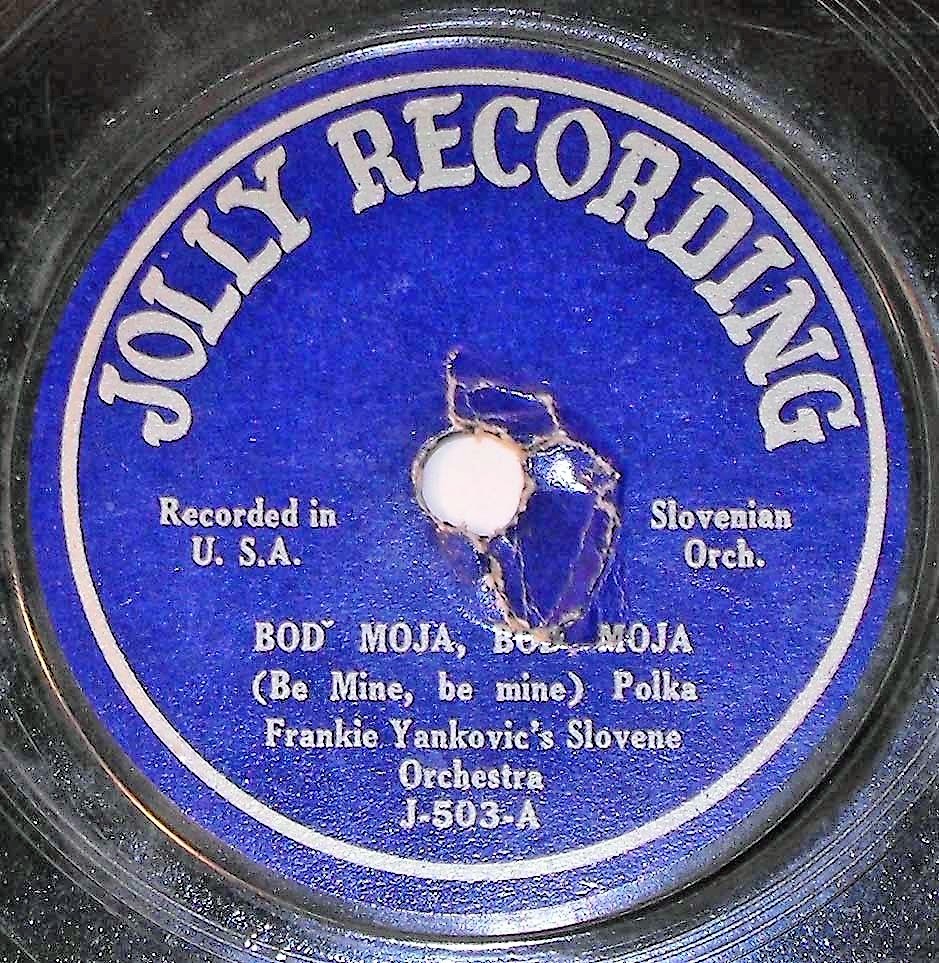 JOLLY RECORDING
Recorded in
U. S.A.
Slovenian
Orch.
BODˇ MOJA, MOJA
(Be Mine, be mine) Polka
Frankie Yankovic's Slovene
Orchestra
J-503-A